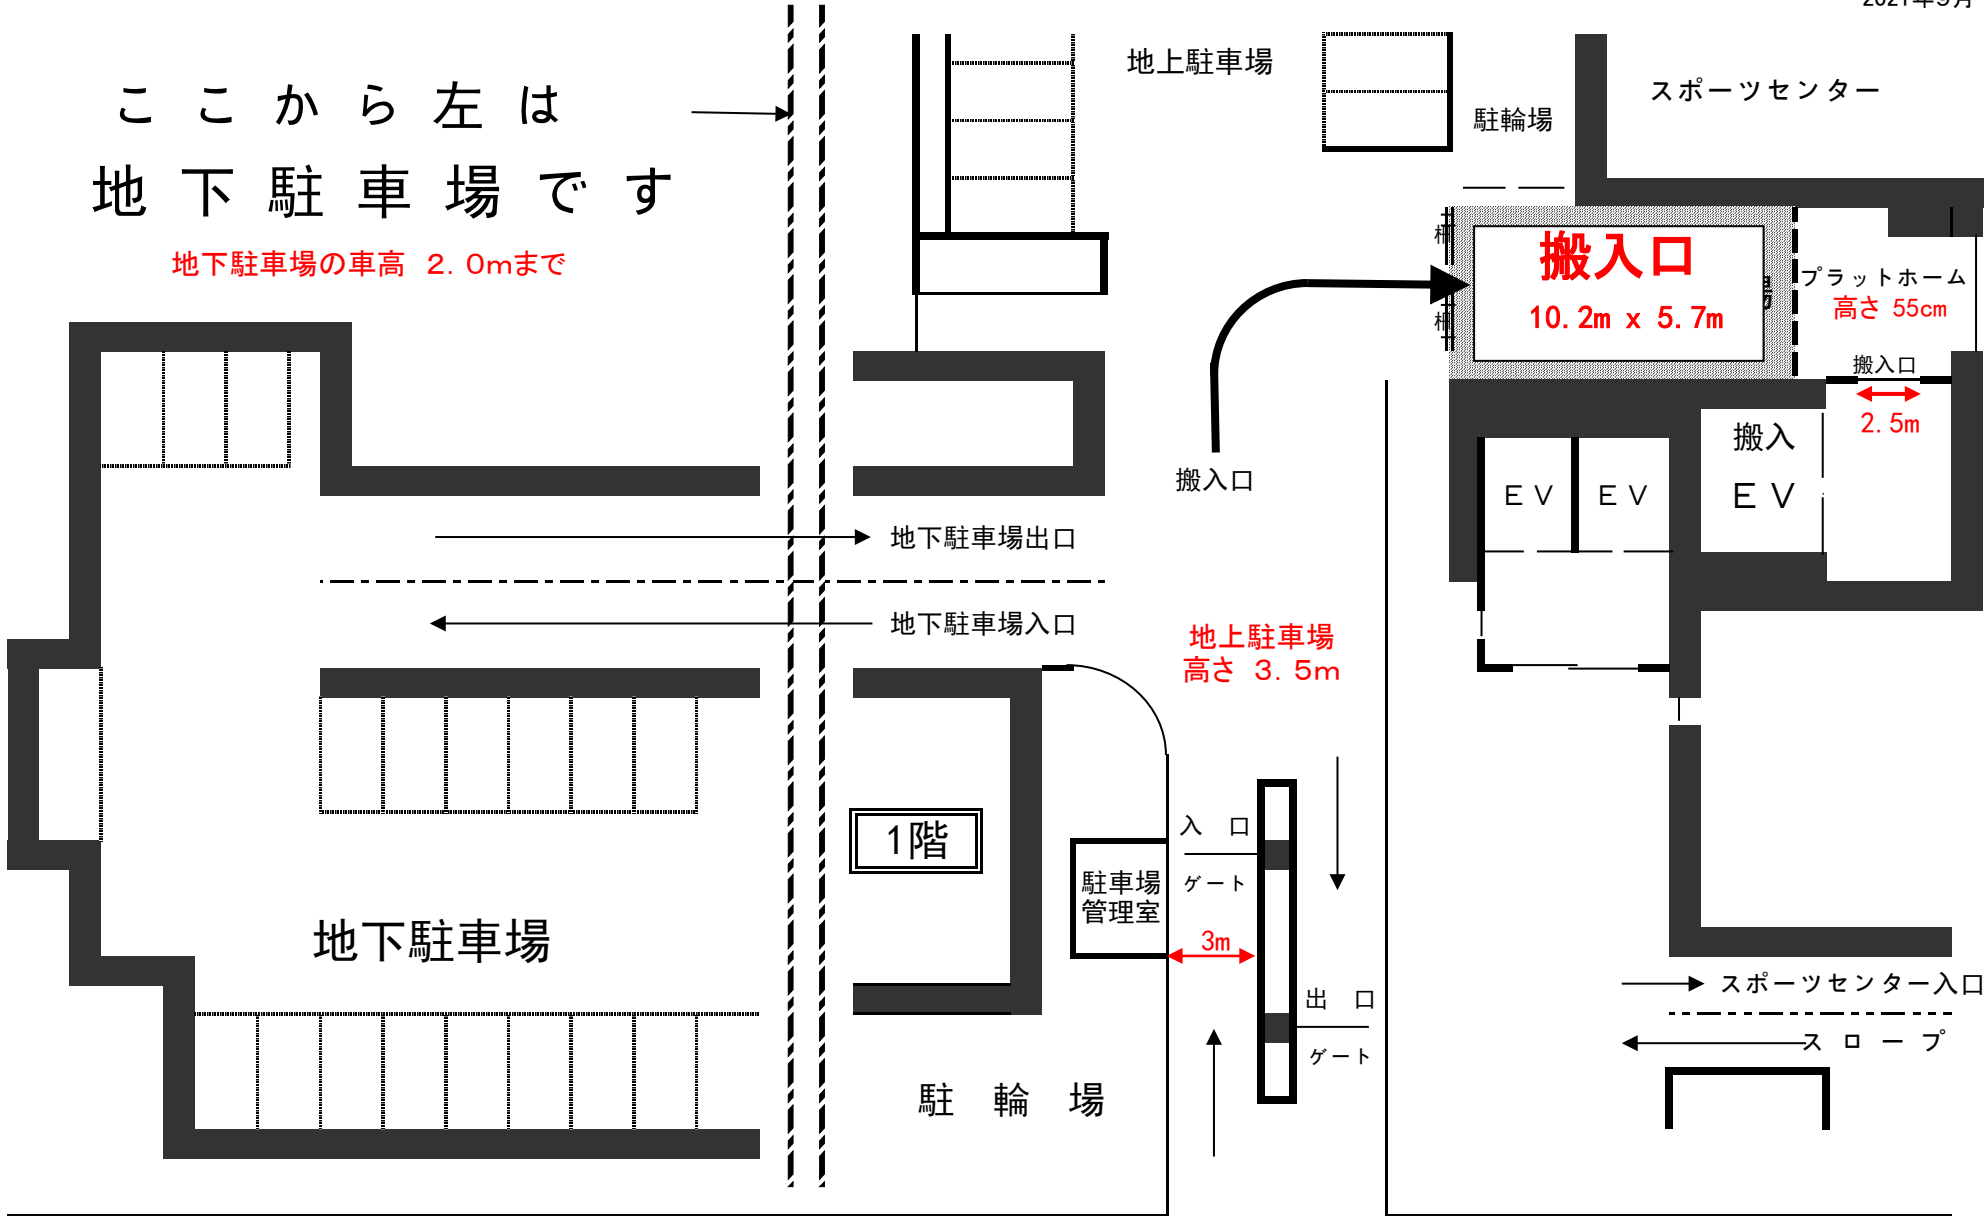 2021年9月
地上駐車場
スポーツセンター
駐輪場
ここから左は
地下駐車場です
地下駐車場の車高 2.0mまで
搬入口
10.2m x 5.7m
プラットホーム
高さ 55cm
搬入口
2.5m
搬入
EV
EV
EV
搬入口
地下駐車場出口
地下駐車場入口
地上駐車場
高さ 3.5m
1階
入 口
ゲート
駐車場
管理室
3m
地下駐車場
出 口
ゲート
スポーツセンター入口
スロープ
駐 輪 場